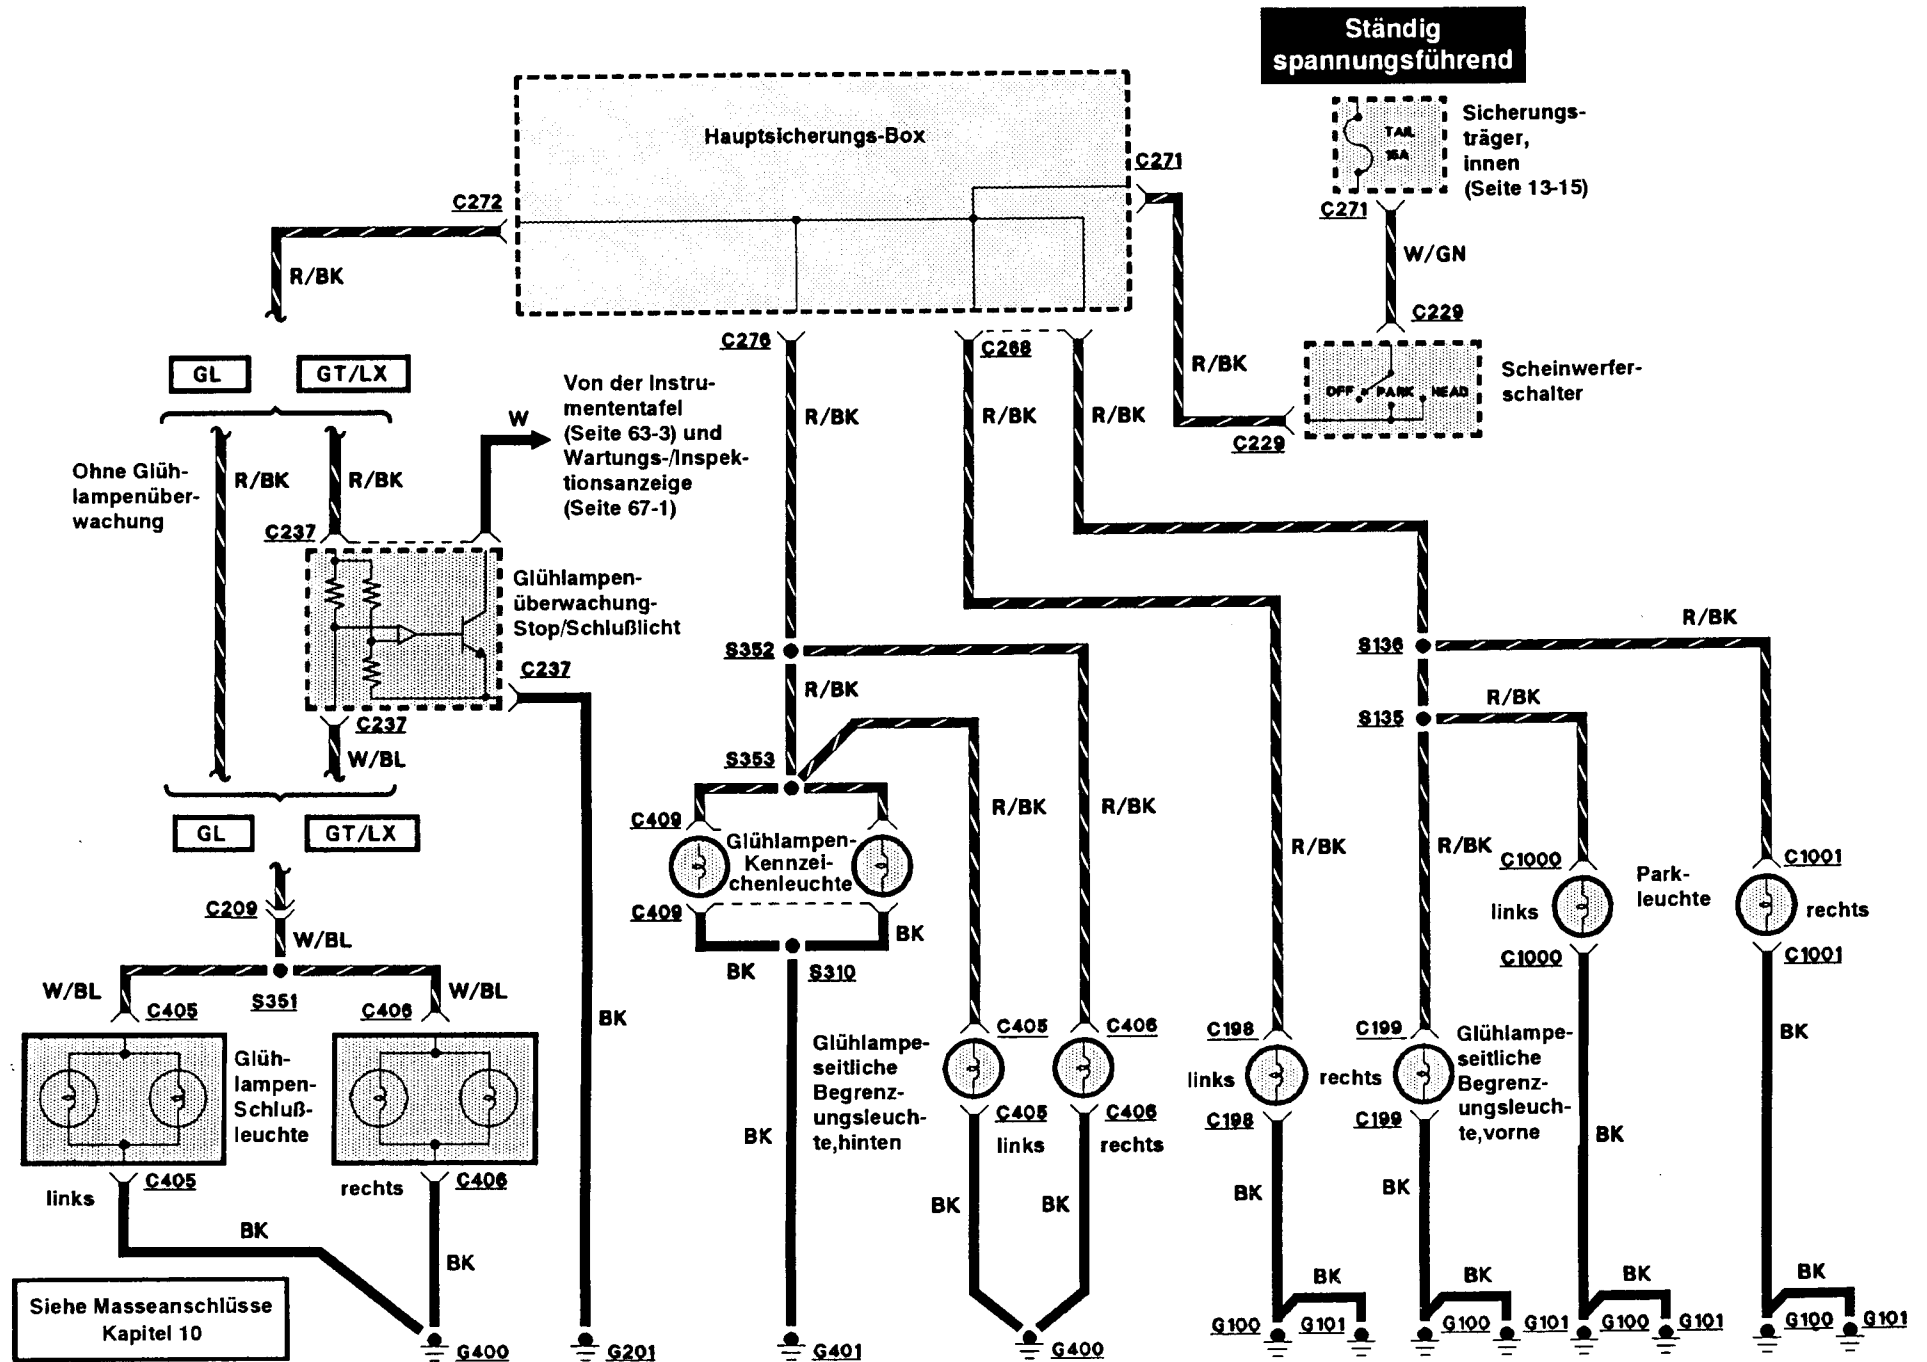 Ständig
spannungsführend
Hauptsicherungs-Box
TAIL
15A
Sicherungs-
träger,
innen
(Seite 13-15)
C271
C272
C271
R/BK
W/GN
C229
C276
C268
R/BK
OFF
PARK
HEAD
Scheinwerfer-
schalter
C229
GL
GT/LX
Von der Instru-
mententafel
(Seite 63-3) und
Wartungs-/Inspek-
tionsanzeige
(Seite 67-1)
W
R/BK
R/BK
R/BK
Ohne Glüh-
lampenüber-
wachung
R/BK
R/BK
C237
Glühlampen-
überwachung-
Stop/Schlußlicht
C237
C237
W/BL
S352
R/BK
S353
S136
R/BK
S135
R/BK
GL
GT/LX
C409
Glühlampen-
Kennzei-
chenleuchte
C409
BK
BK
S310
R/BK
R/BK
R/BK
R/BK
C1000
Park-
leuchte
links
C1000
C1001
rechts
C1001
C209
W/BL
W/BL
S351
W/BL
C405
C406
Glüh-
lampen-
Schluß-
leuchte
BK
Glühlampe-
seitliche
Begrenz-
ungsleuch-
te,hinten
C405
C406
C405
links
C406
rechts
C198
links
C198
C199
rechts
C199
Glühlampe-
seitliche
Begrenz-
ungsleuch-
te,vorne
BK
BK
BK
links
C405
rechts
C406
BK
BK
BK
BK
BK
BK
BK
Siehe Masseanschlüsse
Kapitel 10
BK
BK
BK
BK
G400
G201
G401
G400
G100
G101
G100
G101
G100
G101
G100
G101